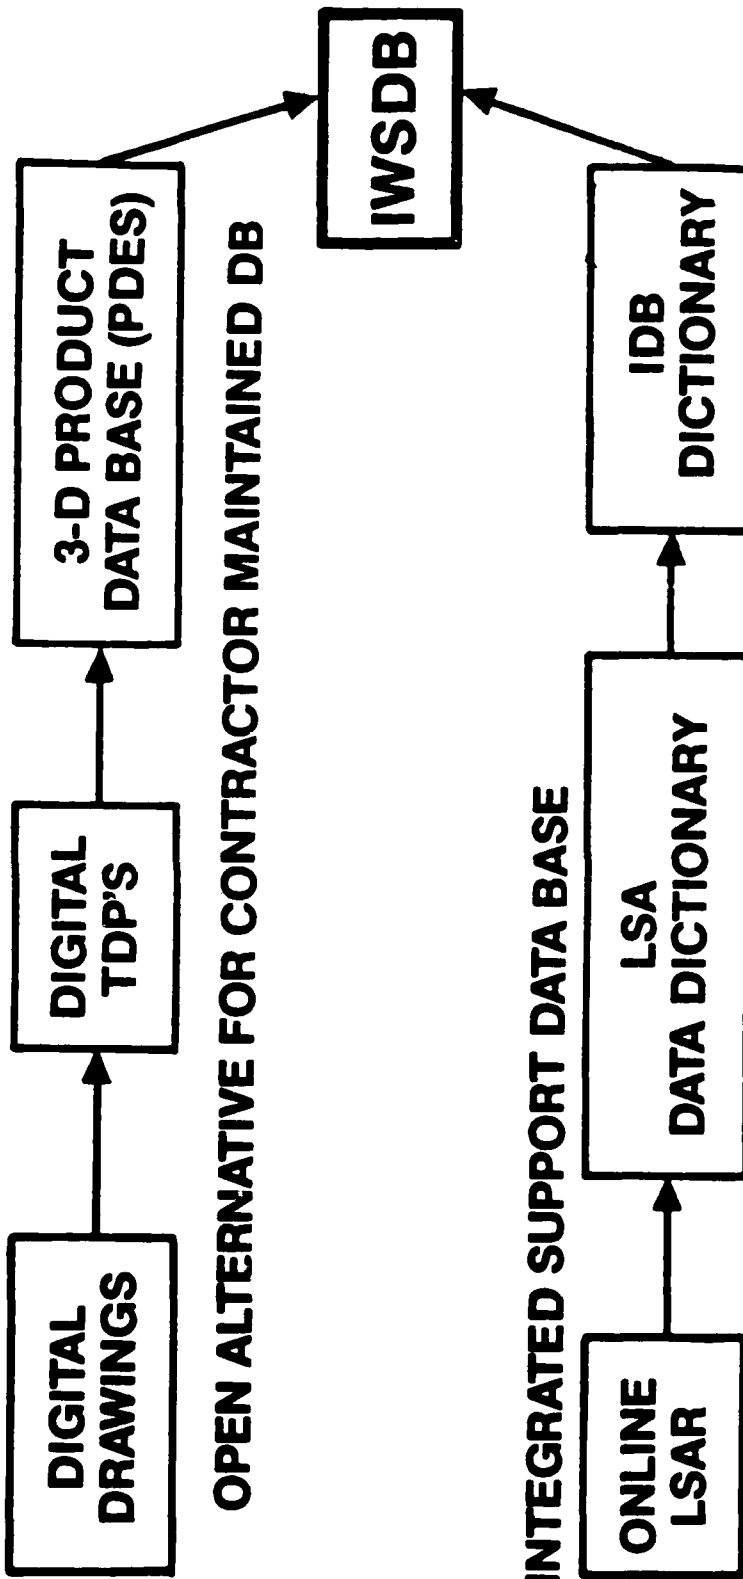 DIGITAL
DRAWINGS
DIGITAL
TDP'S
3-D PRODUCT
DATA BASE (PDES)
OPEN ALTERNATIVE FOR CONTRACTOR MAINTAINED DB
IWSDB
INTEGRATED SUPPORT DATA BASE
ONLINE
LSAR
LSA
DATA DICTIONARY
IDB
DICTIONARY